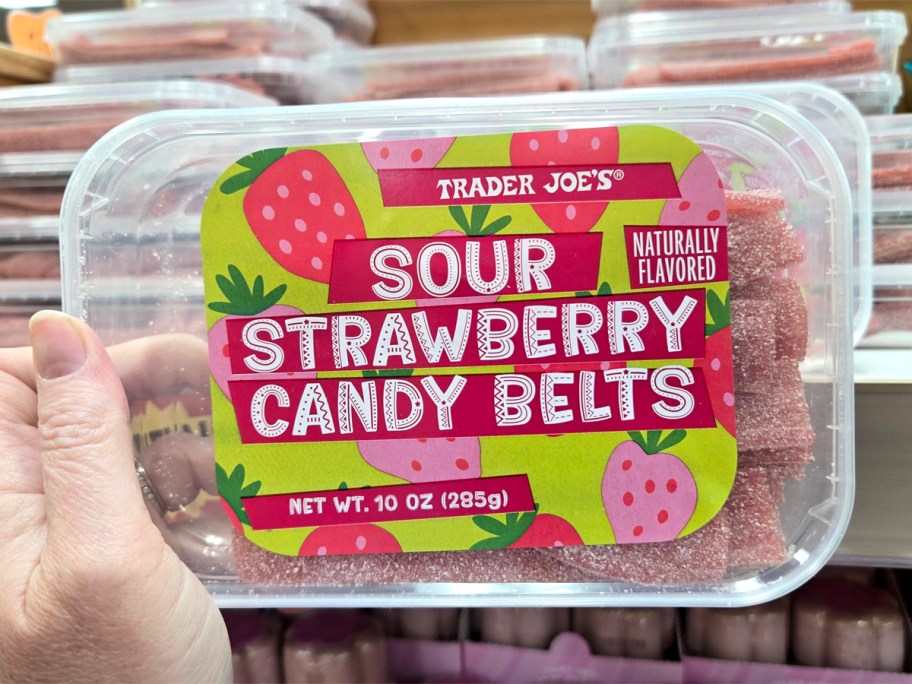 TRADER JOE'S®
SOUR
NATURALLY
FLAVORED
STRAWBERRY
CANDY BELTS
NET WT. 10 OZ (285g)